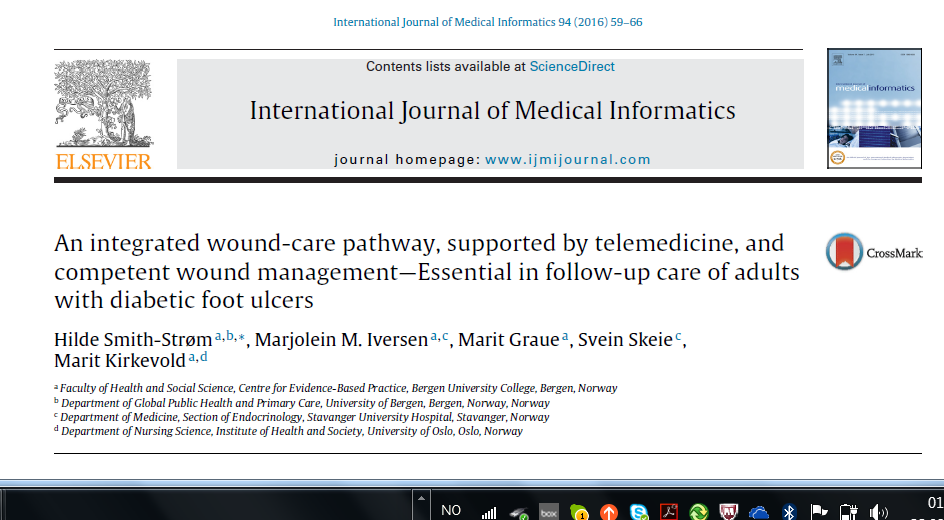 International Journal of Medical Informatics 94 (2016) 59–66
Contents lists available at ScienceDirect
International Journal of Medical Informatics
journal homepage: www.ijmijournal.com
ELSEVIER
medicalinformatics
An integrated wound-care pathway, supported by telemedicine, and
competent wound management—Essential in follow-up care of adults
with diabetic foot ulcers
CrossMark
Hilde Smith-Strøm a,b,*, Marjolein M. Iversen a,c, Marit Graue a, Svein Skeie c,
Marit Kirkevold a,d
a Faculty of Health and Social Science, Centre for Evidence-Based Practice, Bergen University College, Bergen, Norway
b Department of Global Public Health and Primary Care, University of Bergen, Bergen, Norway, Norway
c Department of Medicine, Section of Endocrinology, Stavanger University Hospital, Stavanger, Norway
d Department of Nursing Science, Institute of Health and Society, University of Oslo, Oslo, Norway
NO
box
1
01